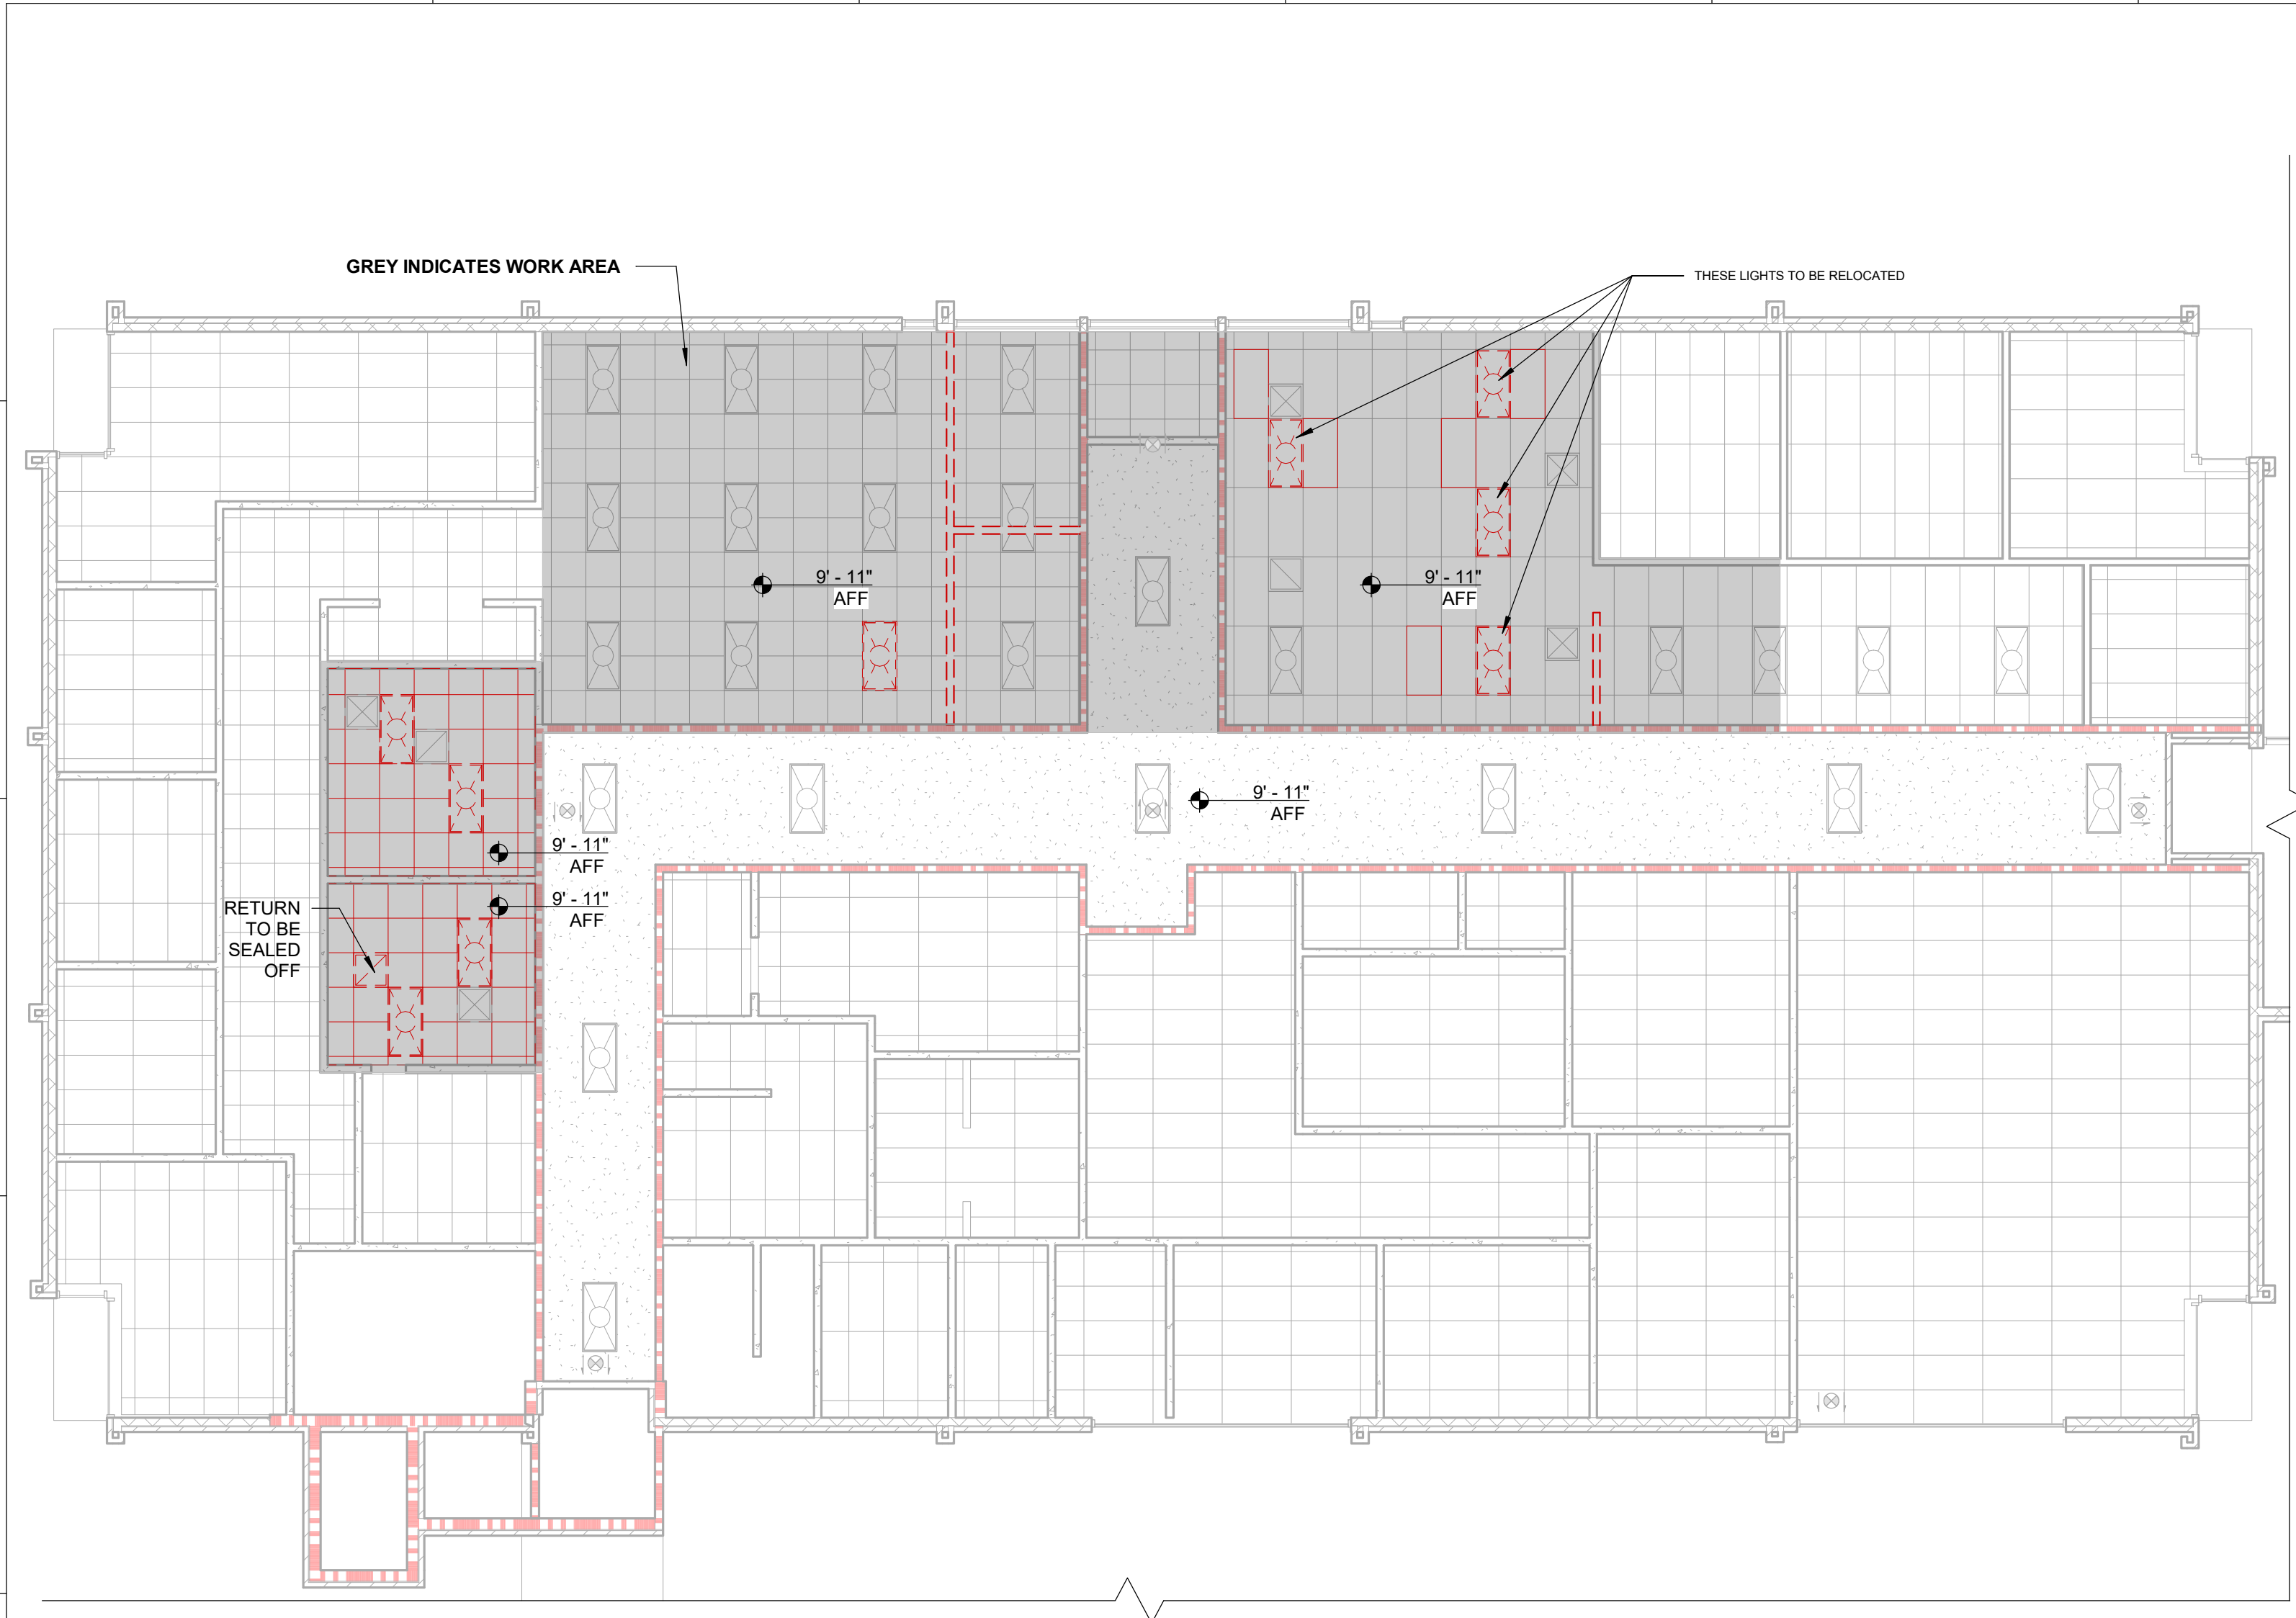 GREY INDICATES WORK AREA
THESE LIGHTS TO BE RELOCATED
9' - 11"
AFF
9' - 11"
AFF
9' - 11"
AFF
9' - 11"
AFF
9' - 11"
AFF
RETURN
TO BE
SEALED
OFF